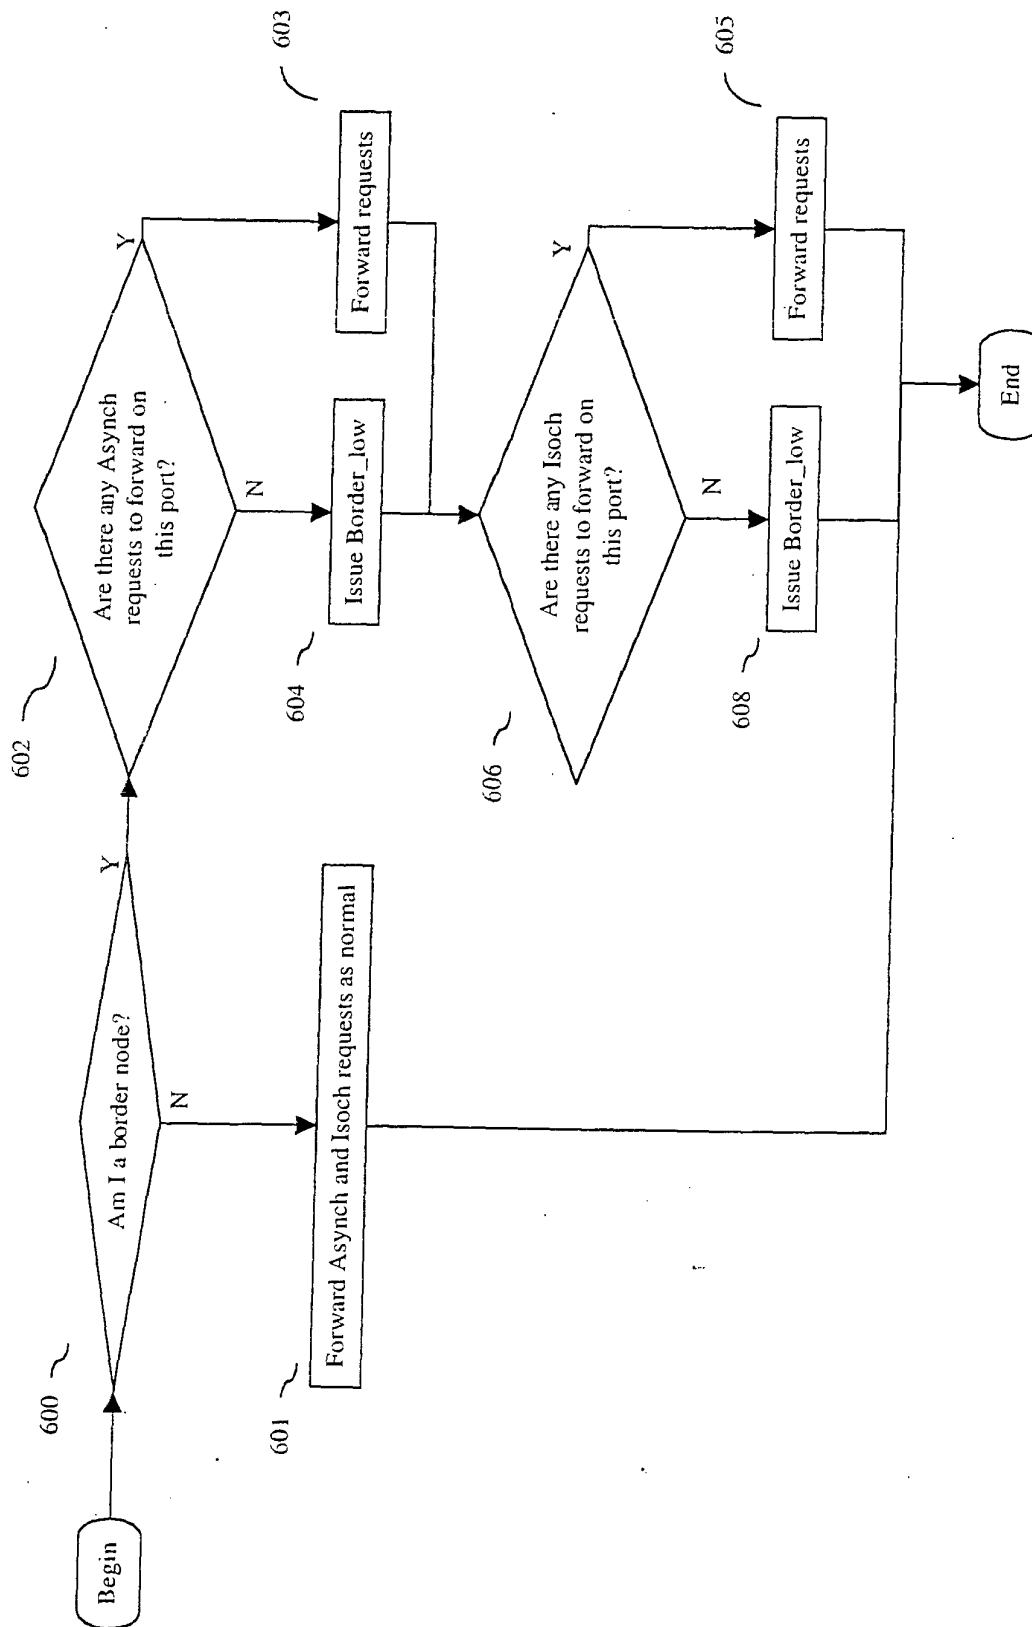 Begin
600
Am I a border node?
Y
N
601
Forward Asynch and Isoch requests as normal
602
Are there any Asynch
requests to forward on
this port?
Y
N
603
Forward requests
604
Issue Border_low
606
Are there any Isoch
requests to forward on
this port?
Y
N
605
Forward requests
608
Issue Border_low
End